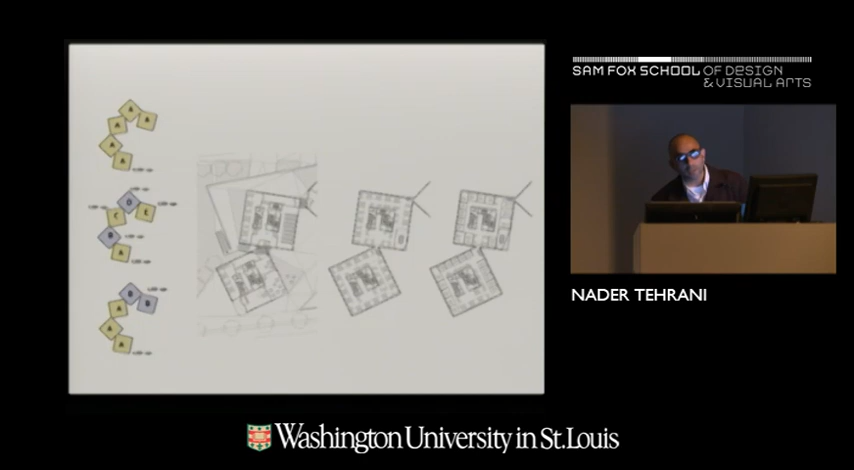 A
A
A
A
A
SAM FOX SCHOOL OF DESIGN
& VISUAL ARTS
D
C
E
B
A
NADER TEHRANI
B
B
A
A
A
Washington University in St.Louis